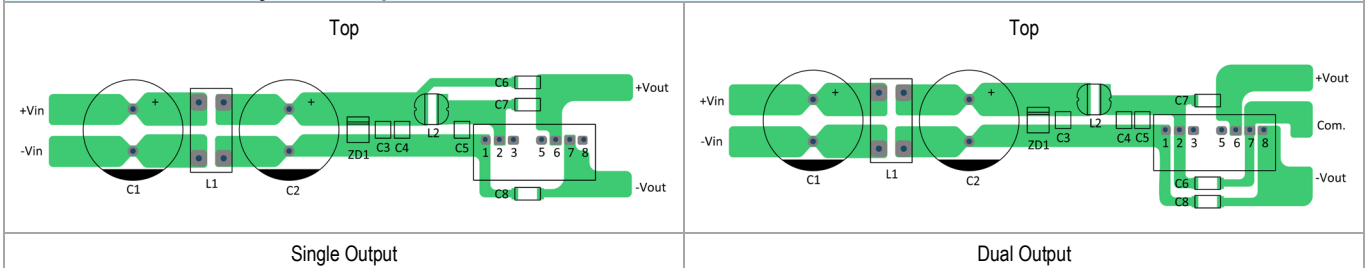 Top
+Vin
-Vin
+
+
C1
L1
C2
ZD1
C3
C4
L2
C5
C6
C7
C8
1 2 3 5 6 7 8
+Vout
-Vout
Single Output
Top
+Vin
-Vin
+
+
C1
L1
C2
ZD1
C3
L2
C4
C5
C7
1 2 3 5 6 7 8
C6
C8
+Vout
Com.
-Vout
Dual Output